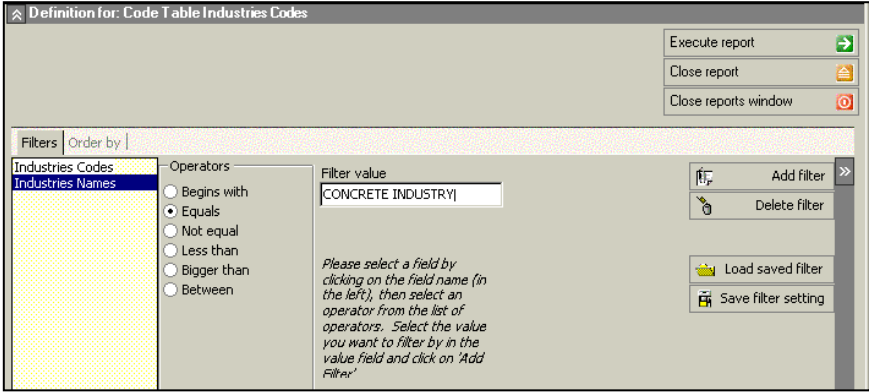 Definition for: Code Table Industries Codes
Execute report
Close report
Close reports window
Filters Order by
Industries Codes
Industries Names
Operators
Begins with
Equals
Not equal
Less than
Bigger than
Between
Filter value
CONCRETE INDUSTRY
Please select a field by
clicking on the field name (in
the left), then select an
operator from the list of
operators. Select the value
you want to filter by in the
value field and click on 'Add
Filter'
Add filter
Delete filter
Load saved filter
Save filter setting